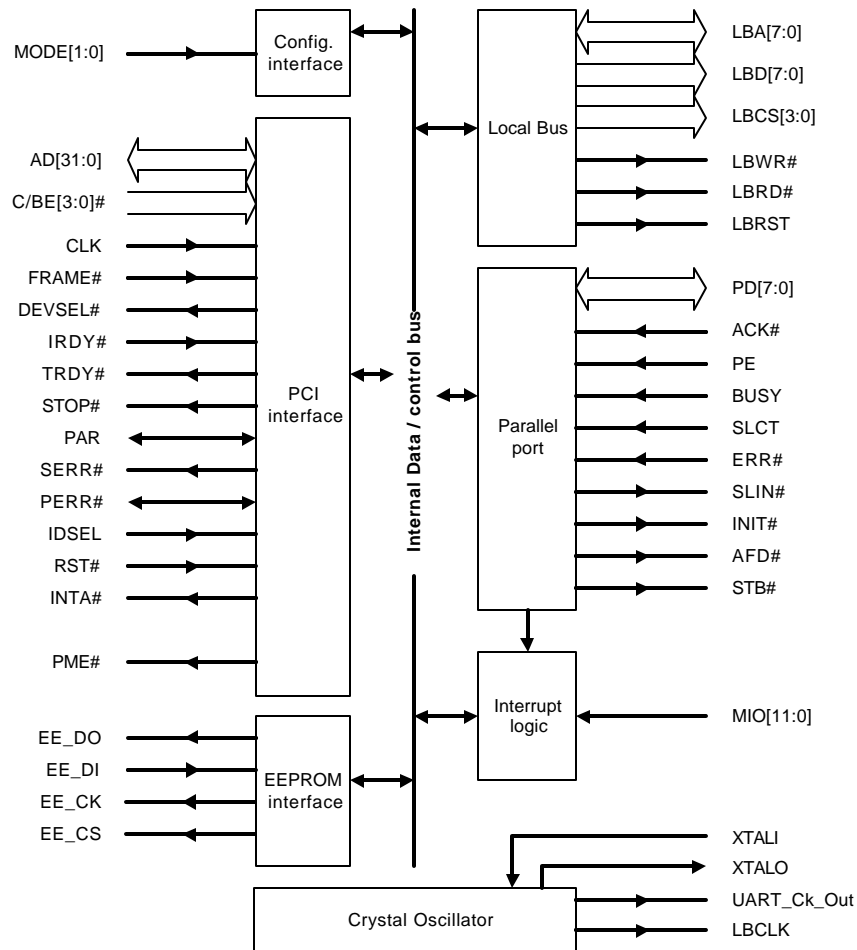 MODE[1:0]
Config.
interface
AD[31:0]
C/BE[3:0]#
CLK
FRAME#
DEVSEL#
IRDY#
TRDY#
STOP#
PAR
SERR#
PERR#
IDSEL
RST#
INTA#
PME#
PCI
interface
EE_DO
EE_DI
EE_CK
EE_CS
EEPROM
interface
Internal Data / control bus
Local Bus
LBA[7:0]
LBD[7:0]
LBCS[3:0]
LBWR#
LBRD#
LBRST
Parallel
port
PD[7:0]
ACK#
PE
BUSY
SLCT
ERR#
SLIN#
INIT#
AFD#
STB#
Interrupt
logic
MIO[11:0]
XTALI
XTALO
UART_Ck_Out
LBCLK
Crystal Oscillator